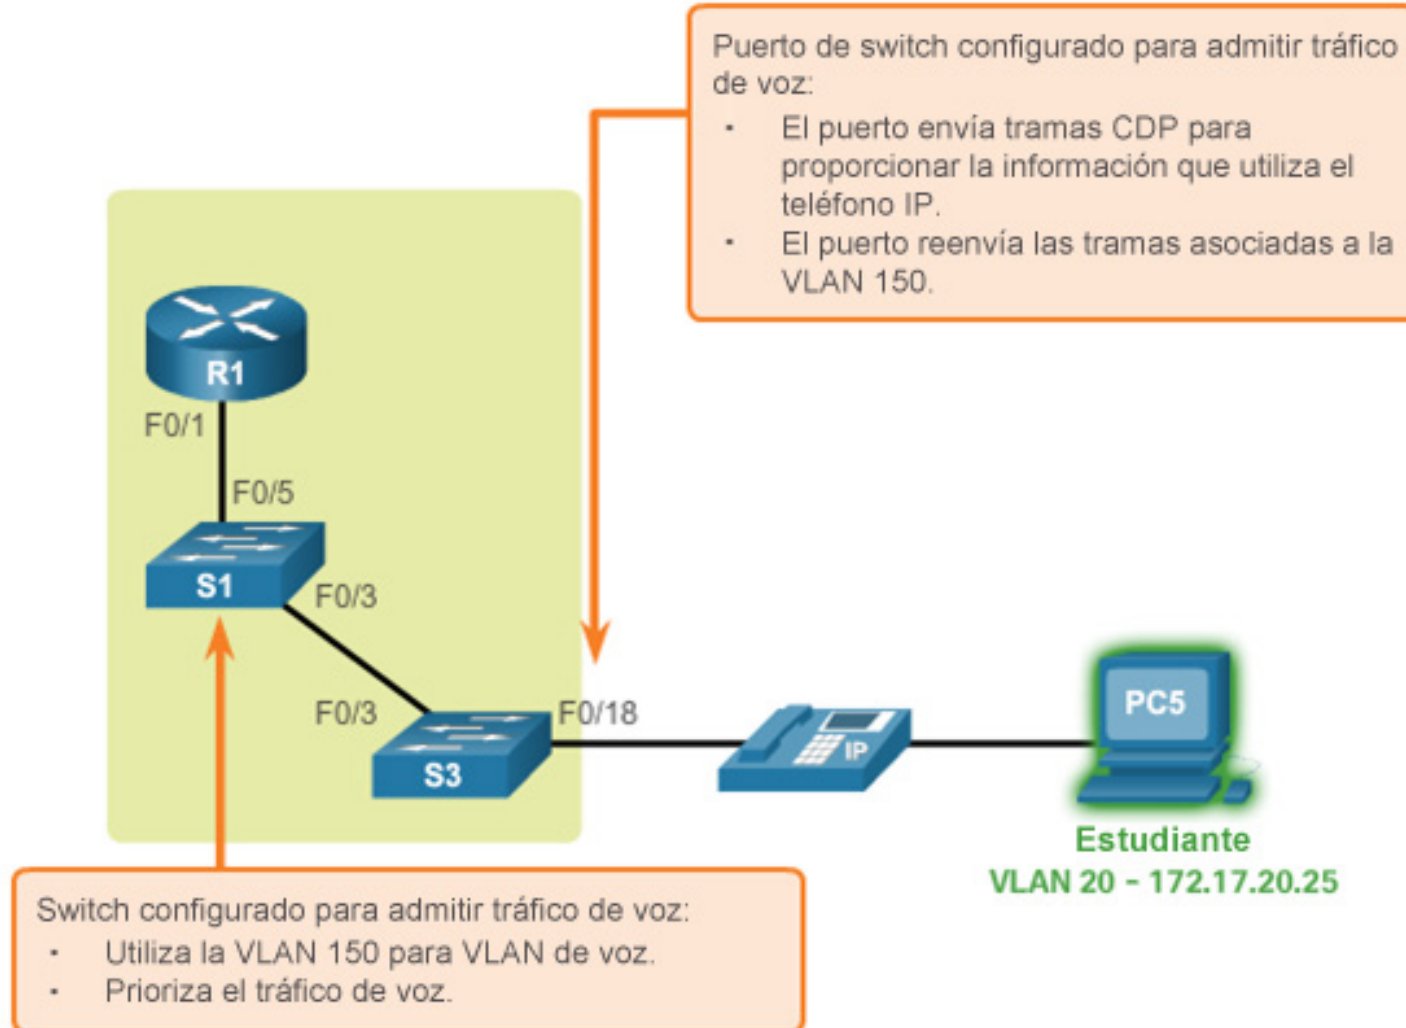 Puerto de switch configurado para admitir tráfico
de voz:
· El puerto envía tramas CDP para
proporcionar la información que utiliza el
teléfono IP.
· El puerto reenvía las tramas asociadas a la
VLAN 150.
R1
F0/1
F0/5
S1
F0/3
F0/3
F0/18
S3
IP
PC5
Estudiante
VLAN 20 - 172.17.20.25
Switch configurado para admitir tráfico de voz:
· Utiliza la VLAN 150 para VLAN de voz.
· Prioriza el tráfico de voz.